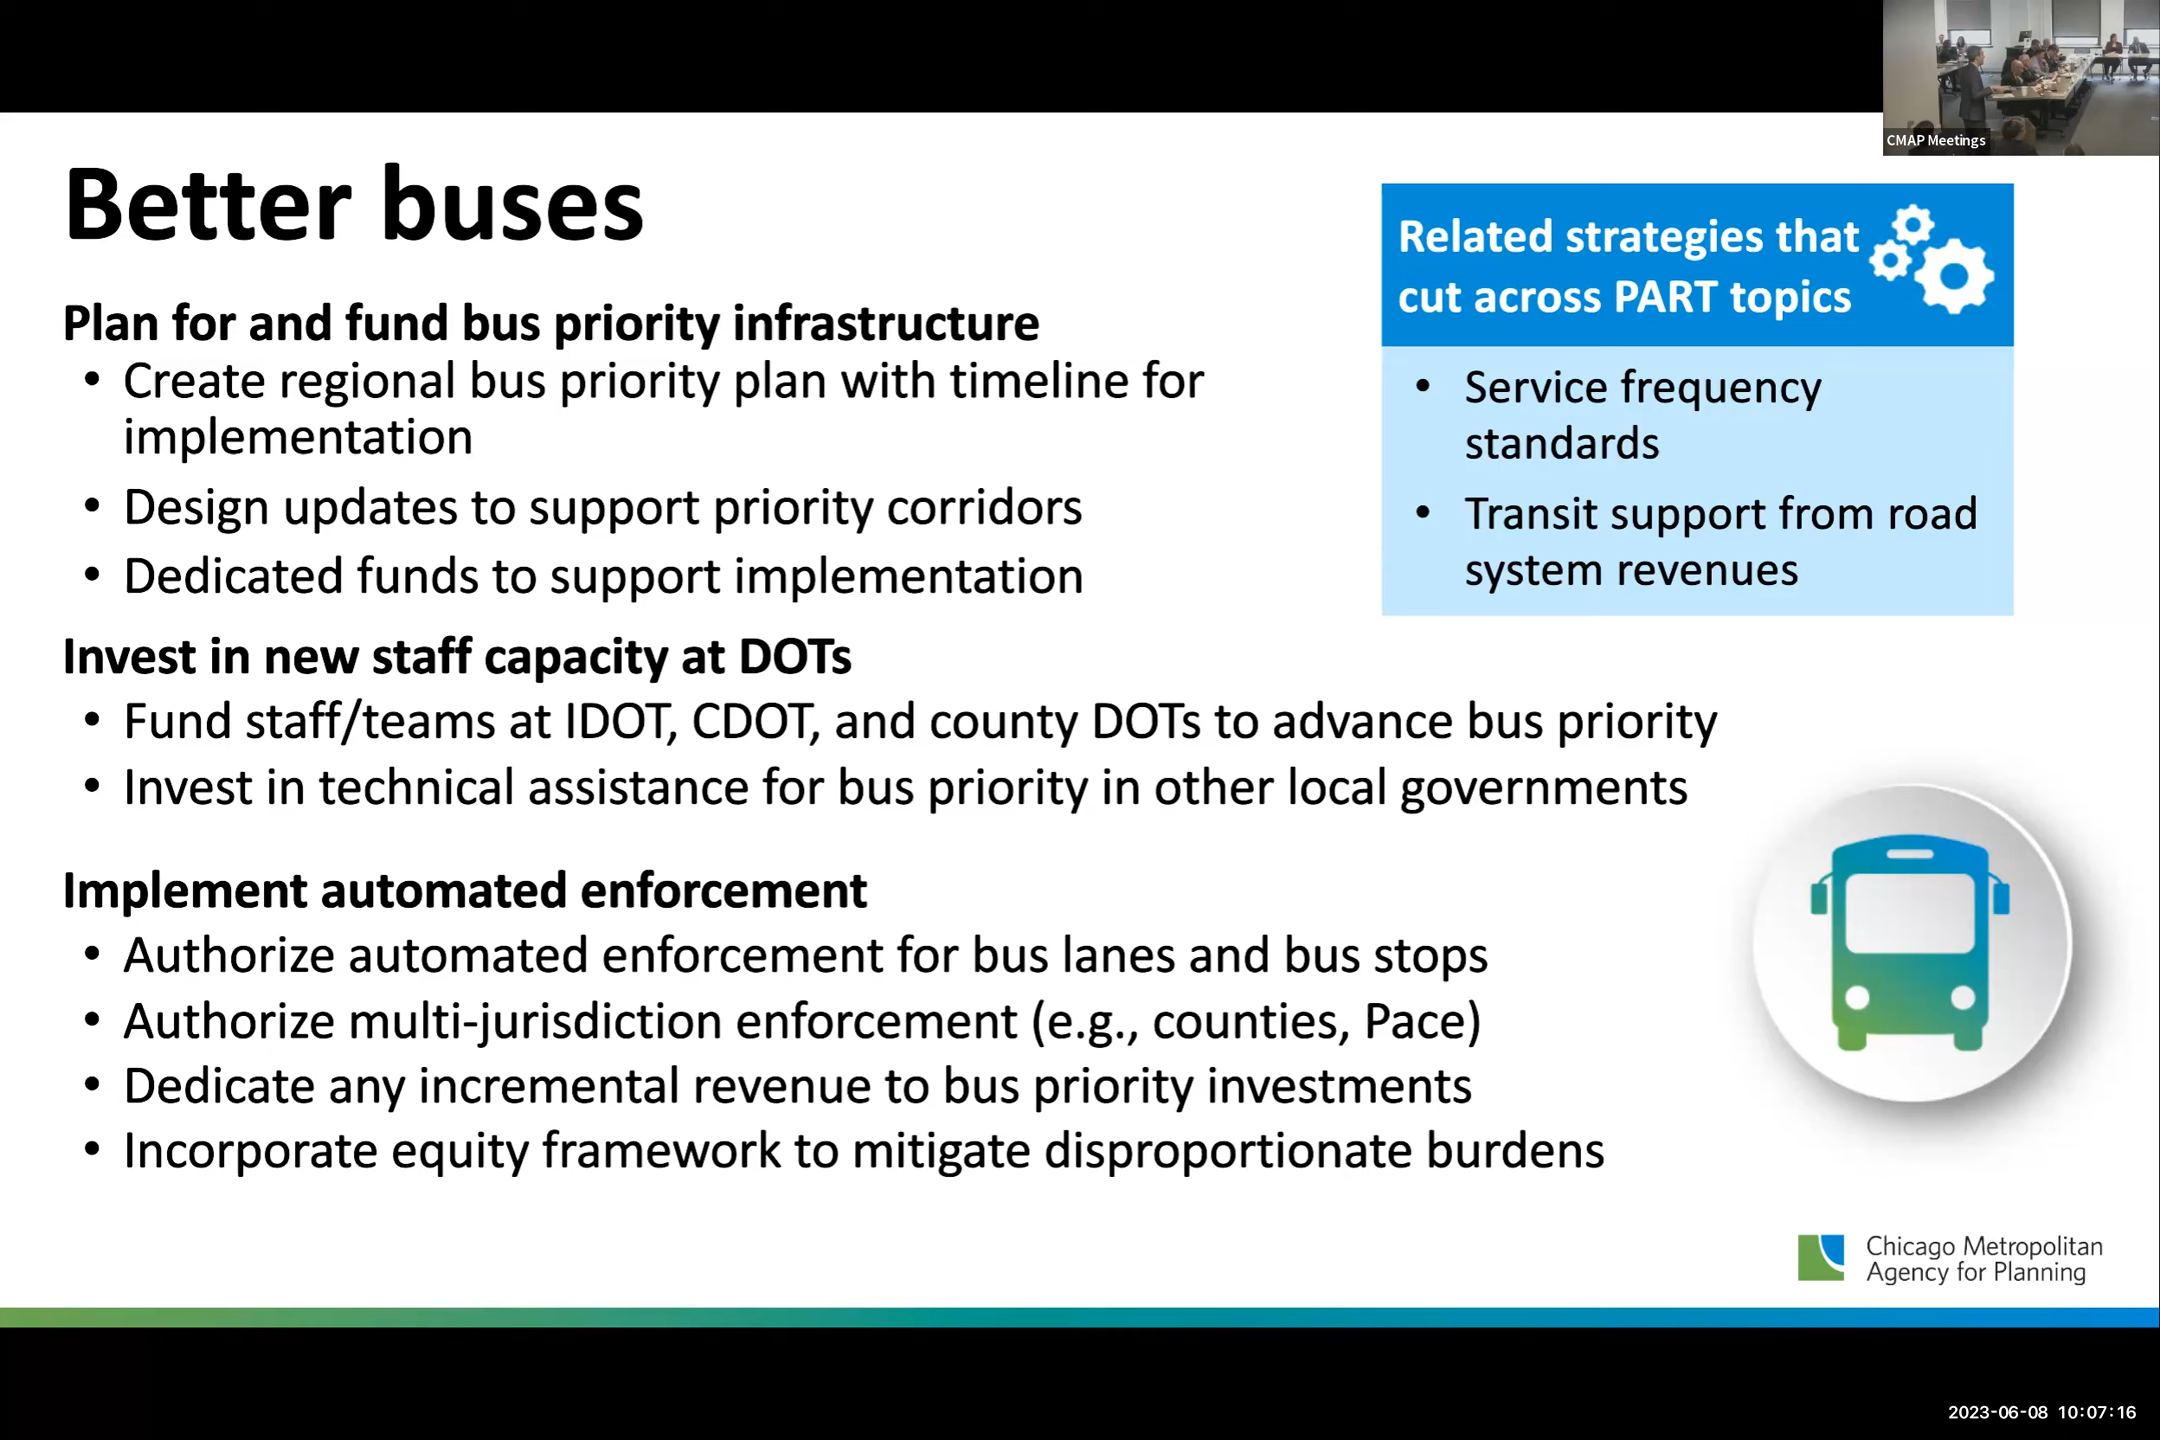 CMAP Meetings
Better buses
Plan for and fund bus priority infrastructure
• Create regional bus priority plan with timeline for
implementation
• Design updates to support priority corridors
• Dedicated funds to support implementation
Invest in new staff capacity at DOTs
• Fund staff/teams at IDOT, CDOT, and county DOTs to advance bus priority
• Invest in technical assistance for bus priority in other local governments
Implement automated enforcement
• Authorize automated enforcement for bus lanes and bus stops
• Authorize multi-jurisdiction enforcement (e.g., counties, Pace)
• Dedicate any incremental revenue to bus priority investments
• Incorporate equity framework to mitigate disproportionate burdens
Related strategies that
cut across PART topics
• Service frequency
standards
• Transit support from road
system revenues
Chicago Metropolitan
Agency for Planning
2023-06-08 10:07:16